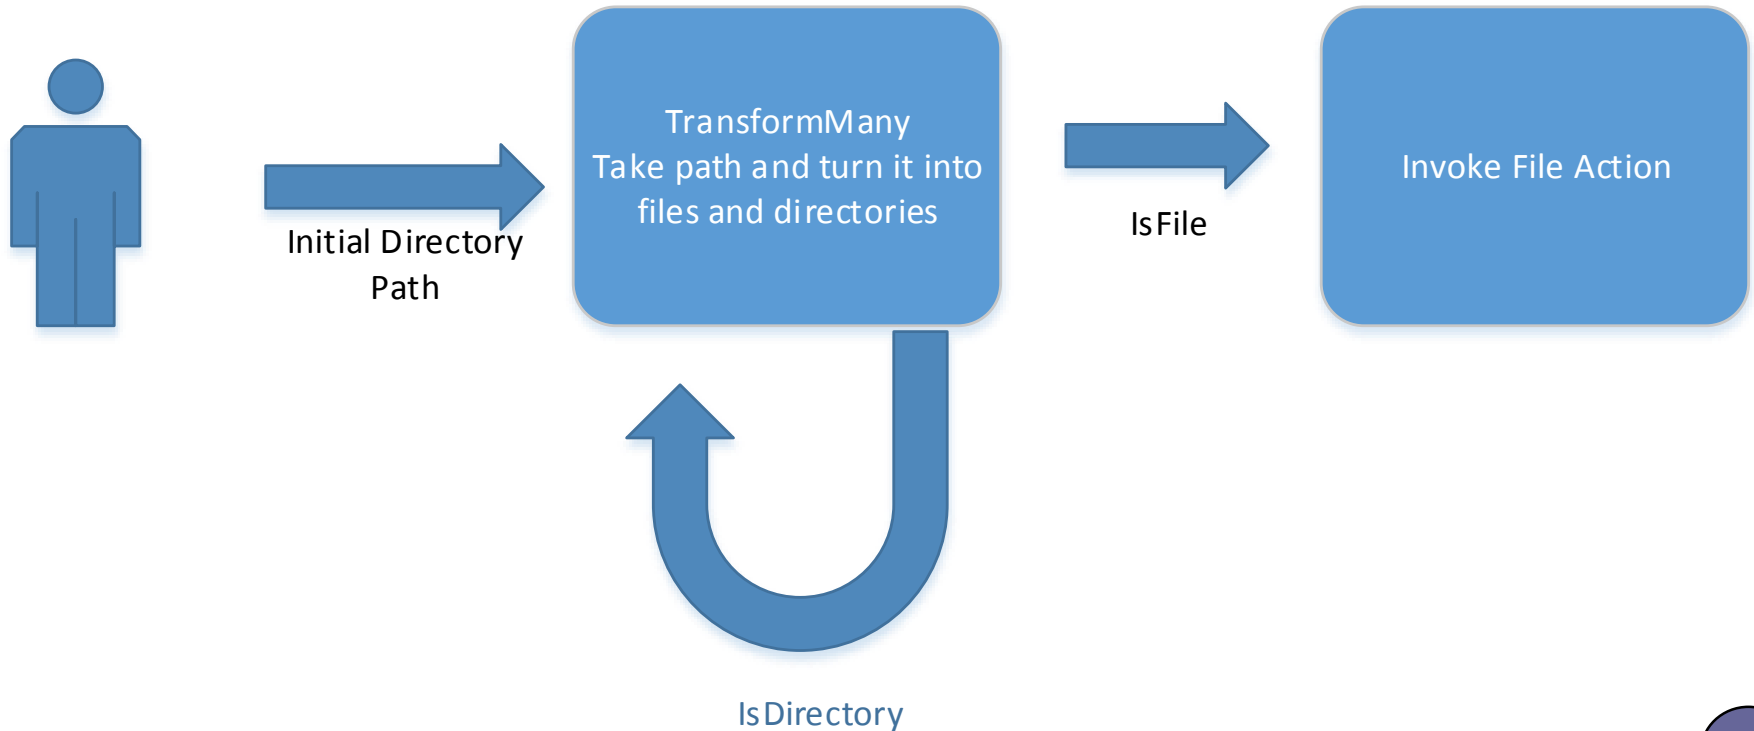 TransformMany
Take path and turn it into
files and directories
Invoke File Action
Initial Directory
Path
IsFile
IsDirectory